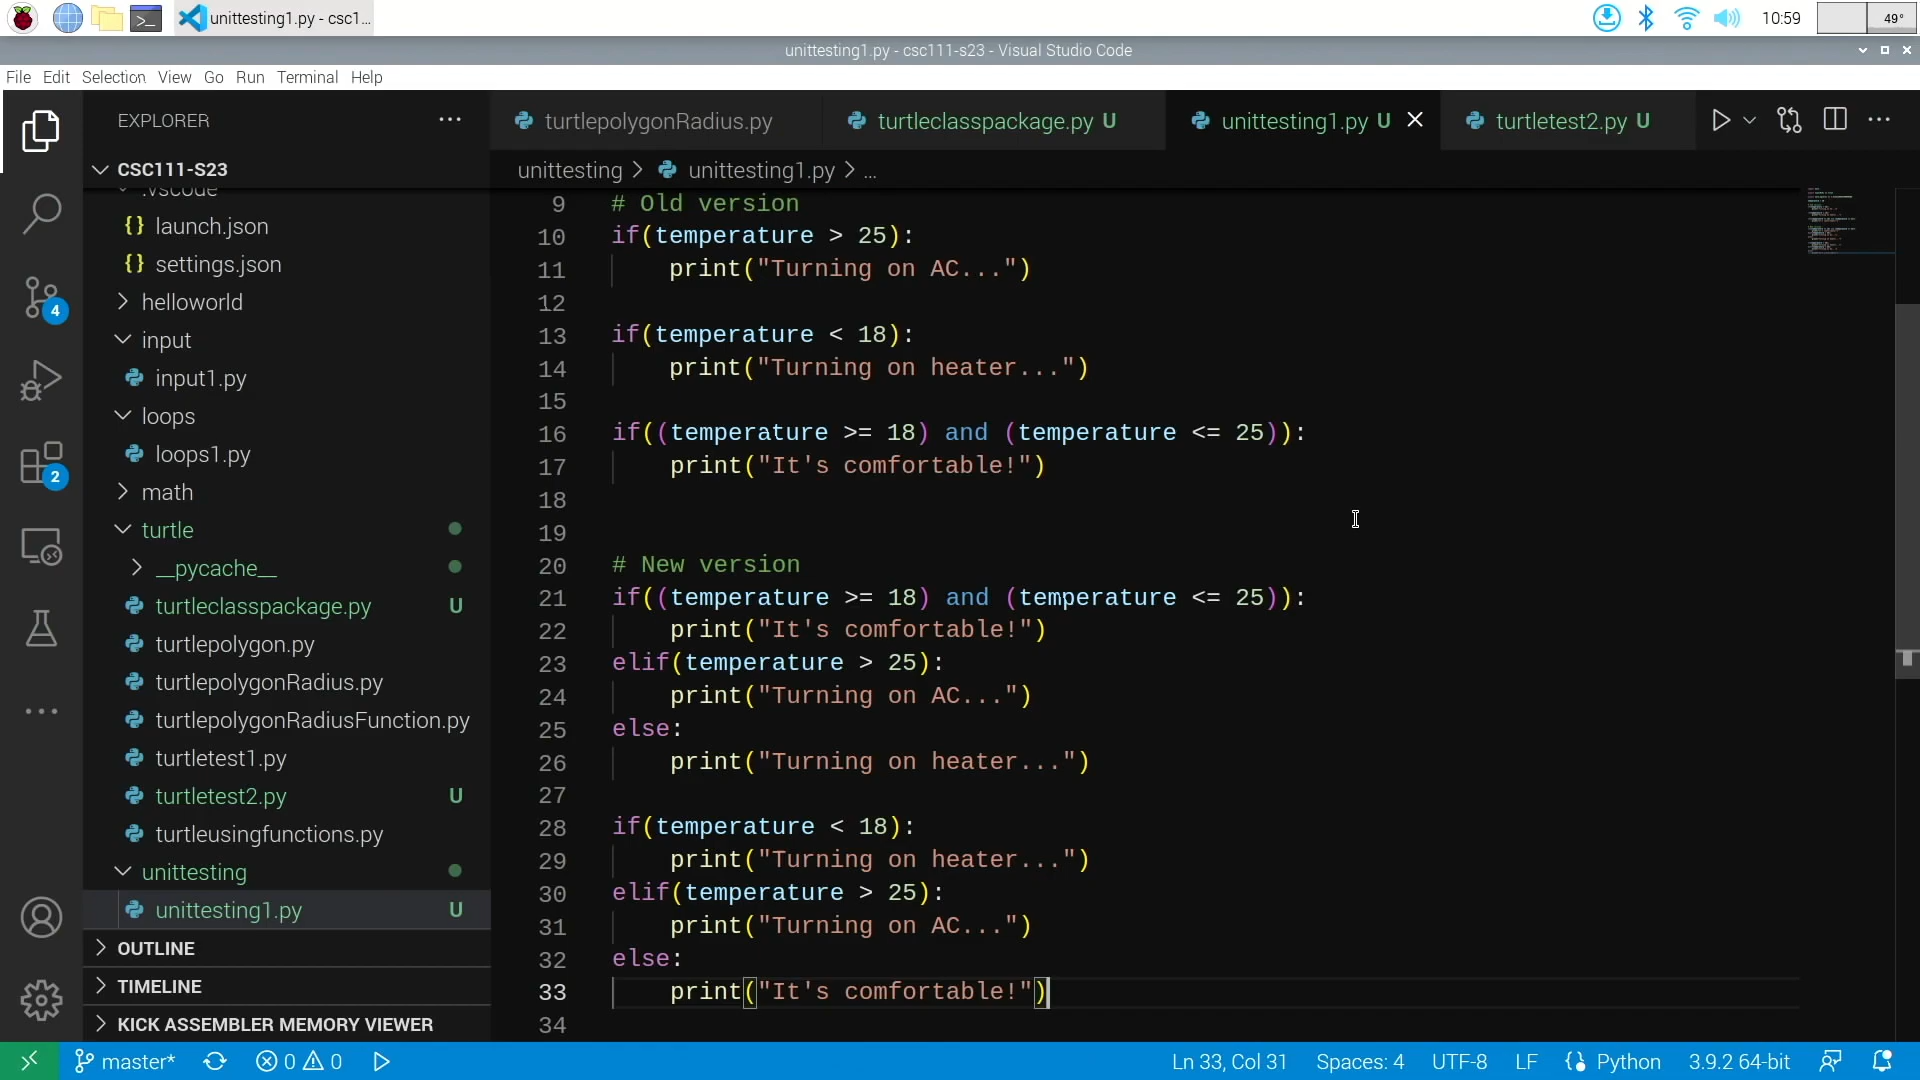 unittesting1.py - csc1...
10:59
49°
unittesting1.py - csc111-s23 - Visual Studio Code
File Edit Selection View Go Run Terminal Help
EXPLORER
turtlepolygonRadius.py
turtleclasspackage.py U
unittesting1.py U
turtletest2.py U
CSC111-S23
unittesting > unittesting1.py > ...
.vscode
launch.json
settings.json
helloworld
input
input1.py
loops
loops1.py
math
turtle
__pycache__
turtleclasspackage.py U
turtlepolygon.py
turtlepolygonRadius.py
turtlepolygonRadiusFunction.py
turtletest1.py
turtletest2.py U
turtleusingfunctions.py
unittesting
unittesting1.py U
OUTLINE
TIMELINE
KICK ASSEMBLER MEMORY VIEWER
4
2
9 # Old version
10 if(temperature > 25):
11 print("Turning on AC...")
12
13 if(temperature < 18):
14 print("Turning on heater...")
15
16 if((temperature >= 18) and (temperature <= 25)):
17 print("It's comfortable!")
18
19
20 # New version
21 if((temperature >= 18) and (temperature <= 25)):
22 print("It's comfortable!")
23 elif(temperature > 25):
24 print("Turning on AC...")
25 else:
26 print("Turning on heater...")
27
28 if(temperature < 18):
29 print("Turning on heater...")
30 elif(temperature > 25):
31 print("Turning on AC...")
32 else:
33 print("It's comfortable!")
34
master* 0 0 Ln 33, Col 31 Spaces: 4 UTF-8 LF Python 3.9.2 64-bit